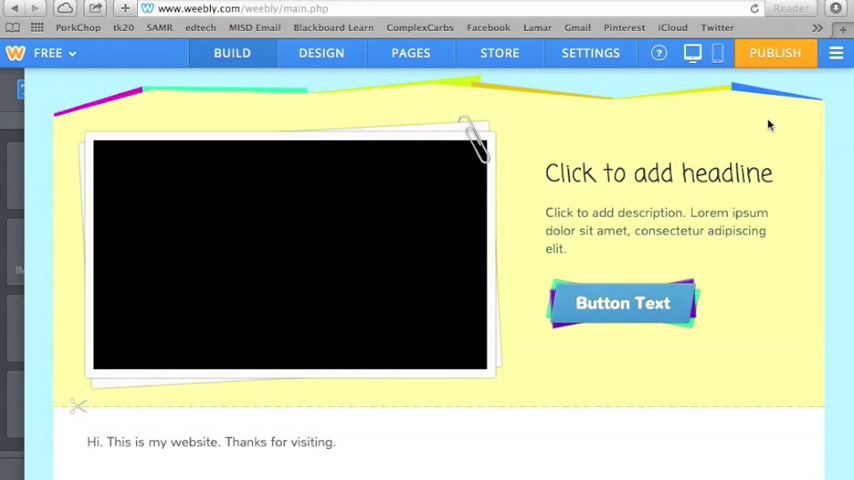 www.weebly.com/weebly/main.php
Reader
PorkChop tk20 SAMR edtech MISD Email Blackboard Learn ComplexCarbs Facebook Lamar Gmail Pinterest iCloud Twitter
FREE BUILD DESIGN PAGES STORE SETTINGS ? PUBLISH
Click to add headline
Click to add description. Lorem ipsum
dolor sit amet, consectetur adipiscing
elit.
Button Text
Hi. This is my website. Thanks for visiting.